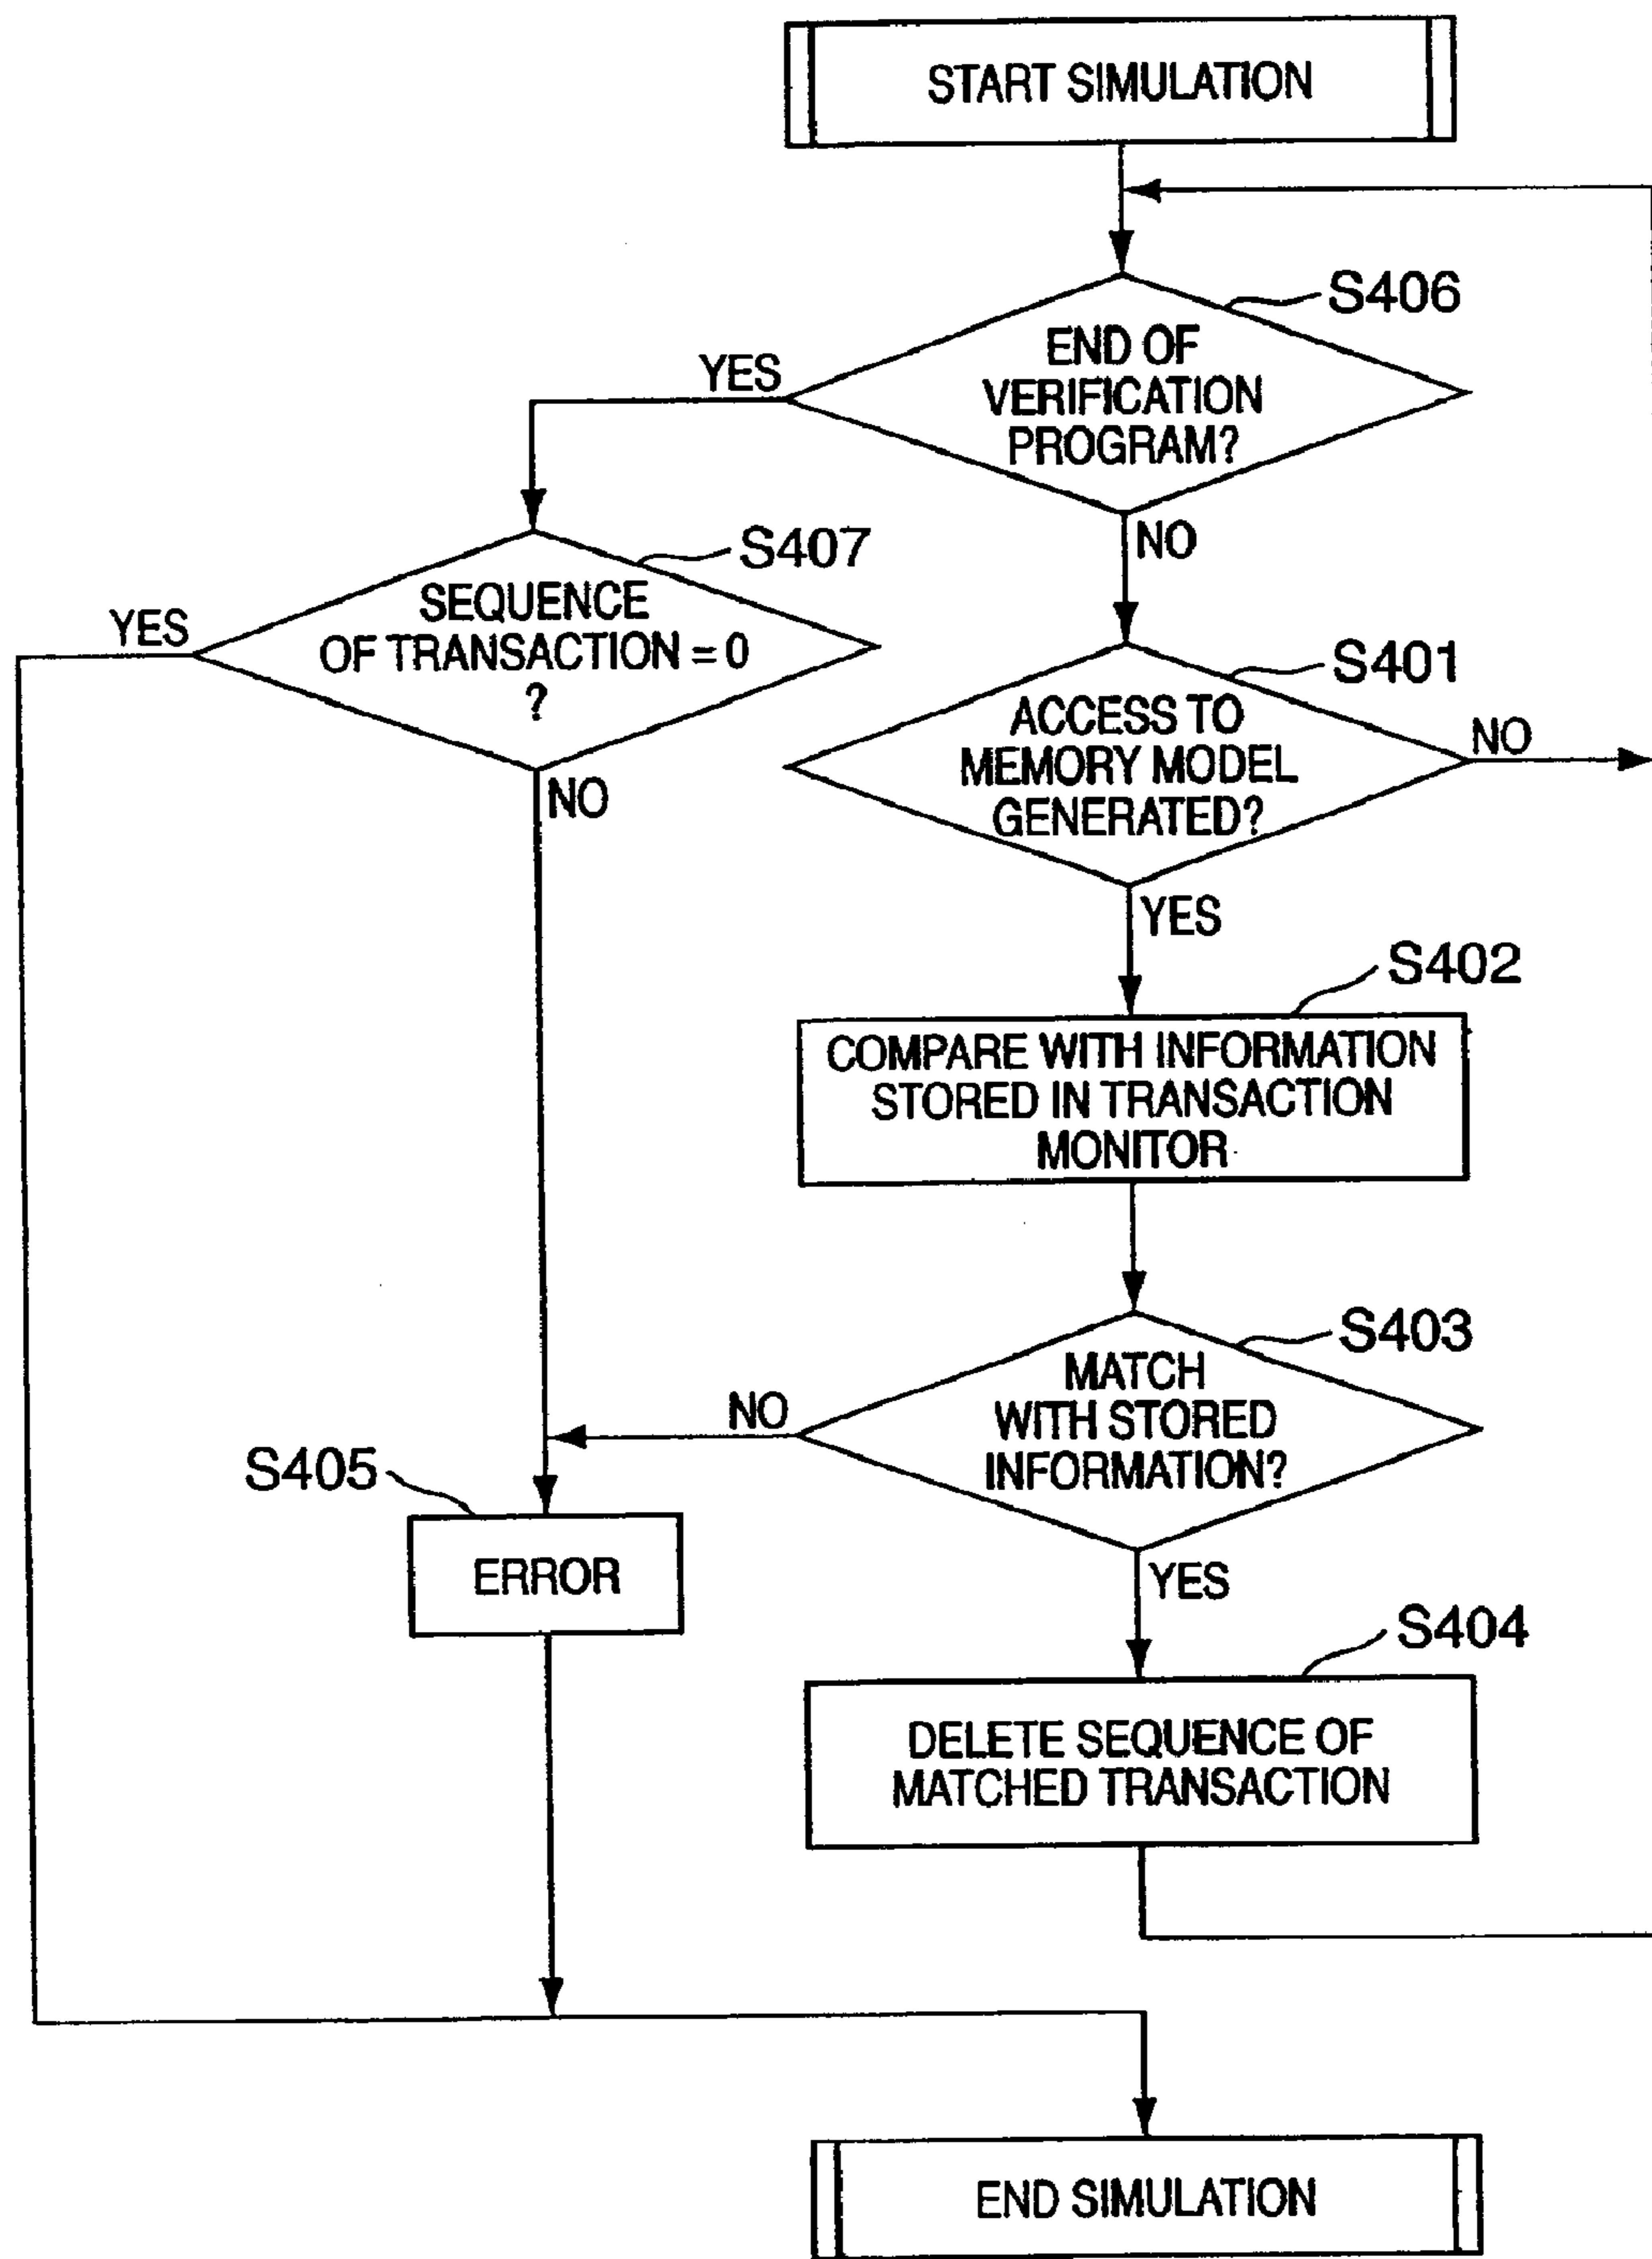 START SIMULATION
S406
END OF
VERIFICATION
PROGRAM?
YES
NO
S407
SEQUENCE
OF TRANSACTION = 0
?
YES
NO
S401
ACCESS TO
MEMORY MODEL
GENERATED?
NO
YES
S402
COMPARE WITH INFORMATION
STORED IN TRANSACTION
MONITOR
S403
MATCH
WITH STORED
INFORMATION?
NO
YES
S405
ERROR
S404
DELETE SEQUENCE OF
MATCHED TRANSACTION
END SIMULATION